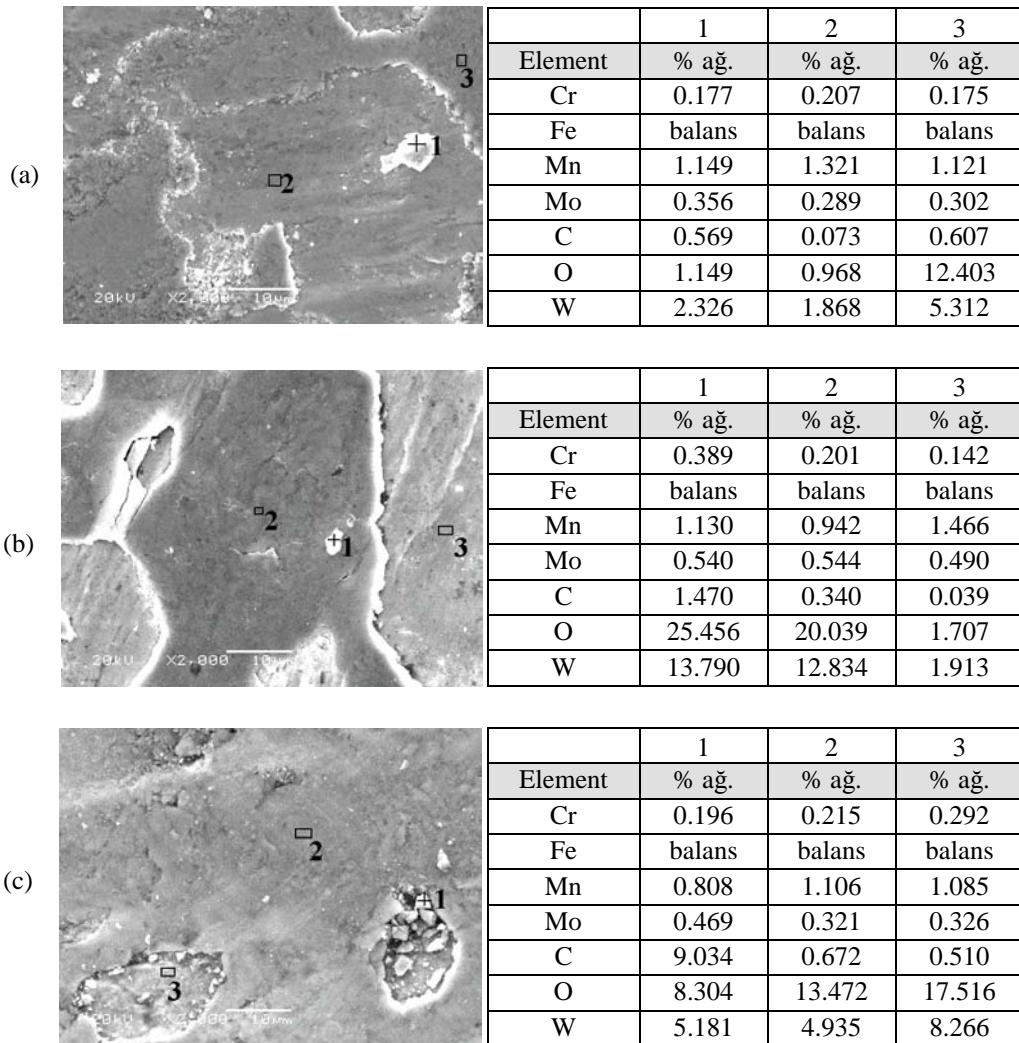 1 2 3
Element % ağ. % ağ. % ağ.
Cr 0.177 0.207 0.175
Fe balans balans balans
Mn 1.149 1.321 1.121
Mo 0.356 0.289 0.302
C 0.569 0.073 0.607
O 1.149 0.968 12.403
W 2.326 1.868 5.312
(a)
3
1
2
20kV X2,000 10µm
1 2 3
Element % ağ. % ağ. % ağ.
Cr 0.389 0.201 0.142
Fe balans balans balans
Mn 1.130 0.942 1.466
Mo 0.540 0.544 0.490
C 1.470 0.340 0.039
O 25.456 20.039 1.707
W 13.790 12.834 1.913
(b)
2
1
3
20kV X2,000 10µm
1 2 3
Element % ağ. % ağ. % ağ.
Cr 0.196 0.215 0.292
Fe balans balans balans
Mn 0.808 1.106 1.085
Mo 0.469 0.321 0.326
C 9.034 0.672 0.510
O 8.304 13.472 17.516
W 5.181 4.935 8.266
(c)
2
1
3
20kV X2,000 10µm